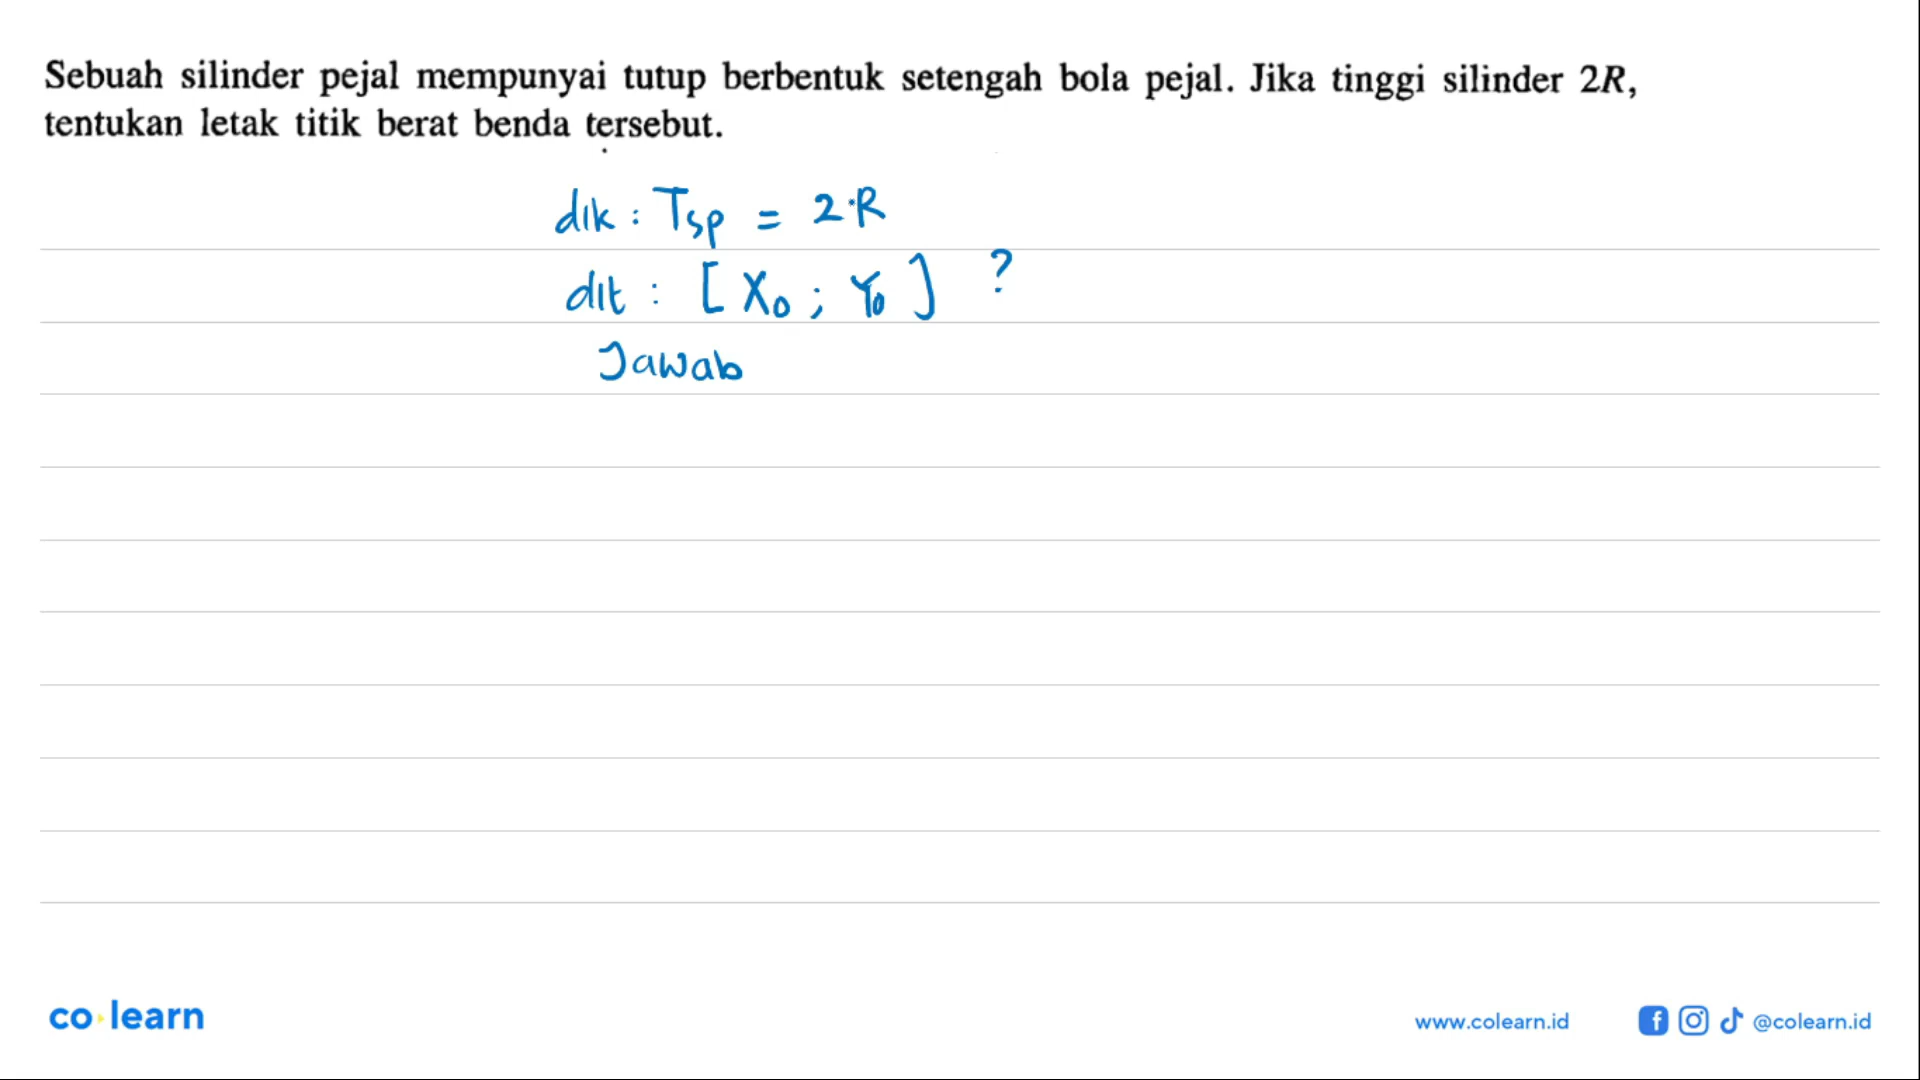 Sebuah silinder pejal mempunyai tutup berbentuk setengah bola pejal. Jika tinggi silinder 2R,
tentukan letak titik berat benda tersebut.
dik : Tsp = 2.R
dit : [ X₀ ; Y₀ ] ?
Jawab
co learn
www.colearn.id
@colearn.id